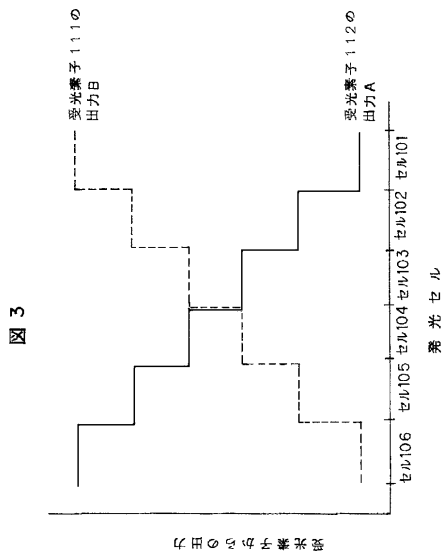 図3
受光素子111の
出力B
受光素子112の
出力A
受光素子からの出力
セル106
セル105
セル104
セル103
セル102
セル101
発光セル